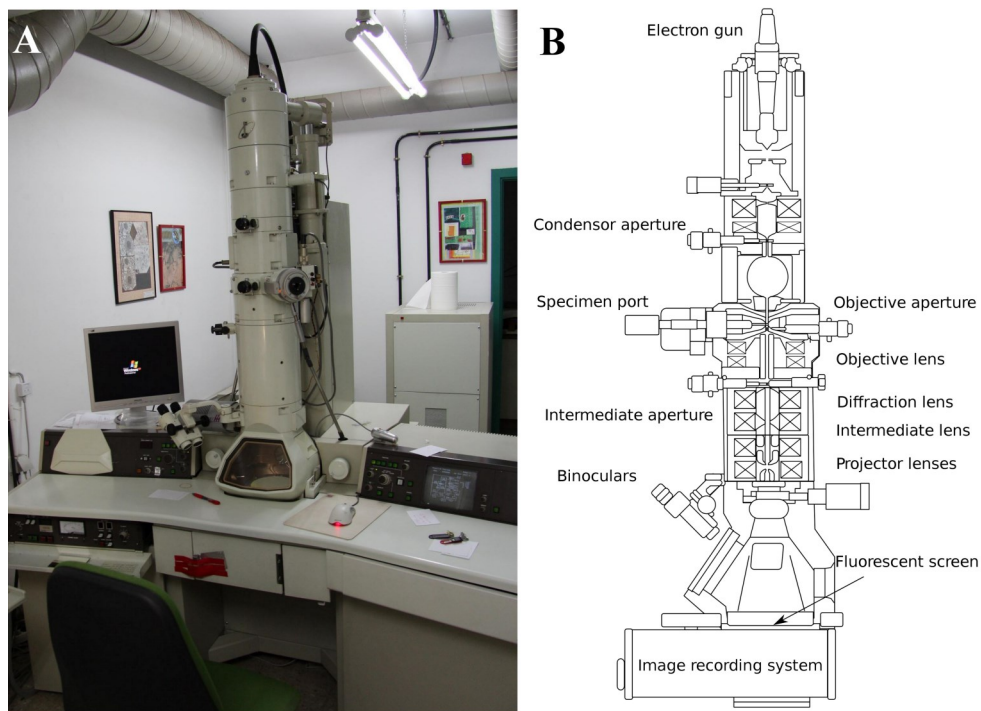 A
B
Electron gun
Condensor aperture
Specimen port
Objective aperture
Objective lens
Intermediate aperture
Diffraction lens
Intermediate lens
Projector lenses
Binoculars
Fluorescent screen
Image recording system
Windows